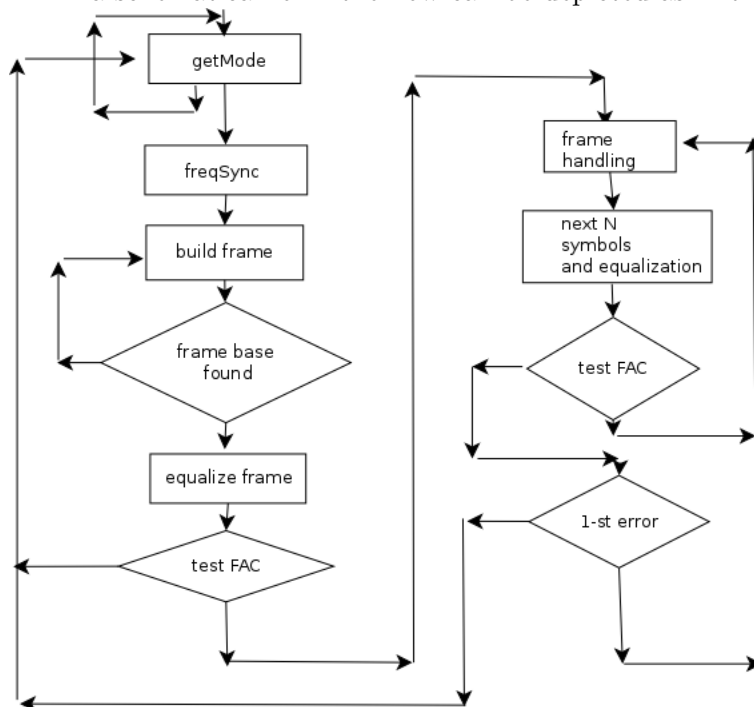 getMode
freqSync
build frame
frame base
found
equalize frame
test FAC
frame
handling
next N
symbols
and equalization
test FAC
1-st error